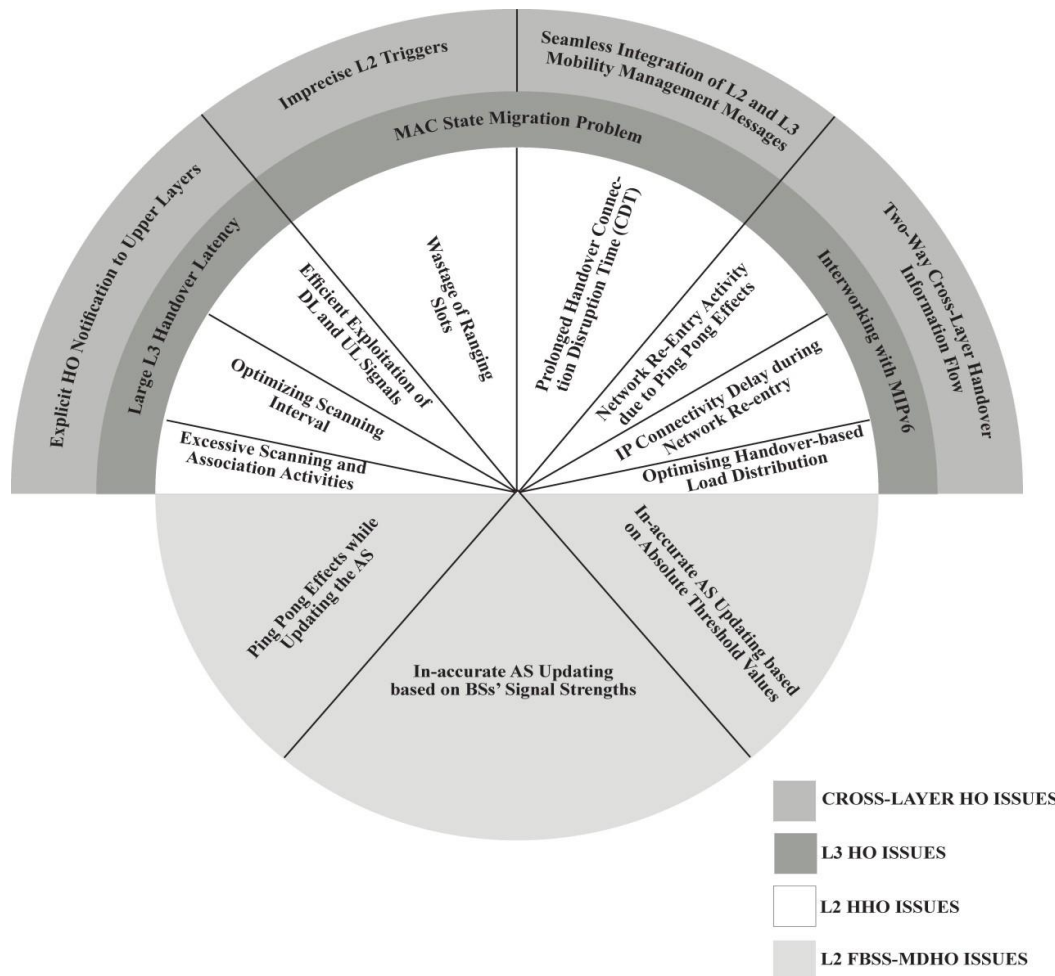 Explicit HO Notification to Upper Layers
Imprecise L2 Triggers
Seamless Integration of L2 and L3
Mobility Management Messages
Two-Way Cross-Layer Handover
Information Flow
Large L3 Handover Latency
MAC State Migration Problem
Interworking with MIPv6
Excessive Scanning and
Association Activities
Optimizing Scanning
Interval
Efficient Exploitation of
DL and UL Signals
Wastage of Ranging
Slots
Prolonged Handover Connec-
tion Disruption Time (CDT)
Network Re-Entry Activity
due to Ping Pong Effects
IP Connectivity Delay during
Network Re-entry
Optimising Handover-based
Load Distribution
Ping Pong Effects while
Updating the AS
In-accurate AS Updating
based on BSs’ Signal Strengths
In-accurate AS Updating based
on Absolute Threshold Values
CROSS-LAYER HO ISSUES
L3 HO ISSUES
L2 HHO ISSUES
L2 FBSS-MDHO ISSUES